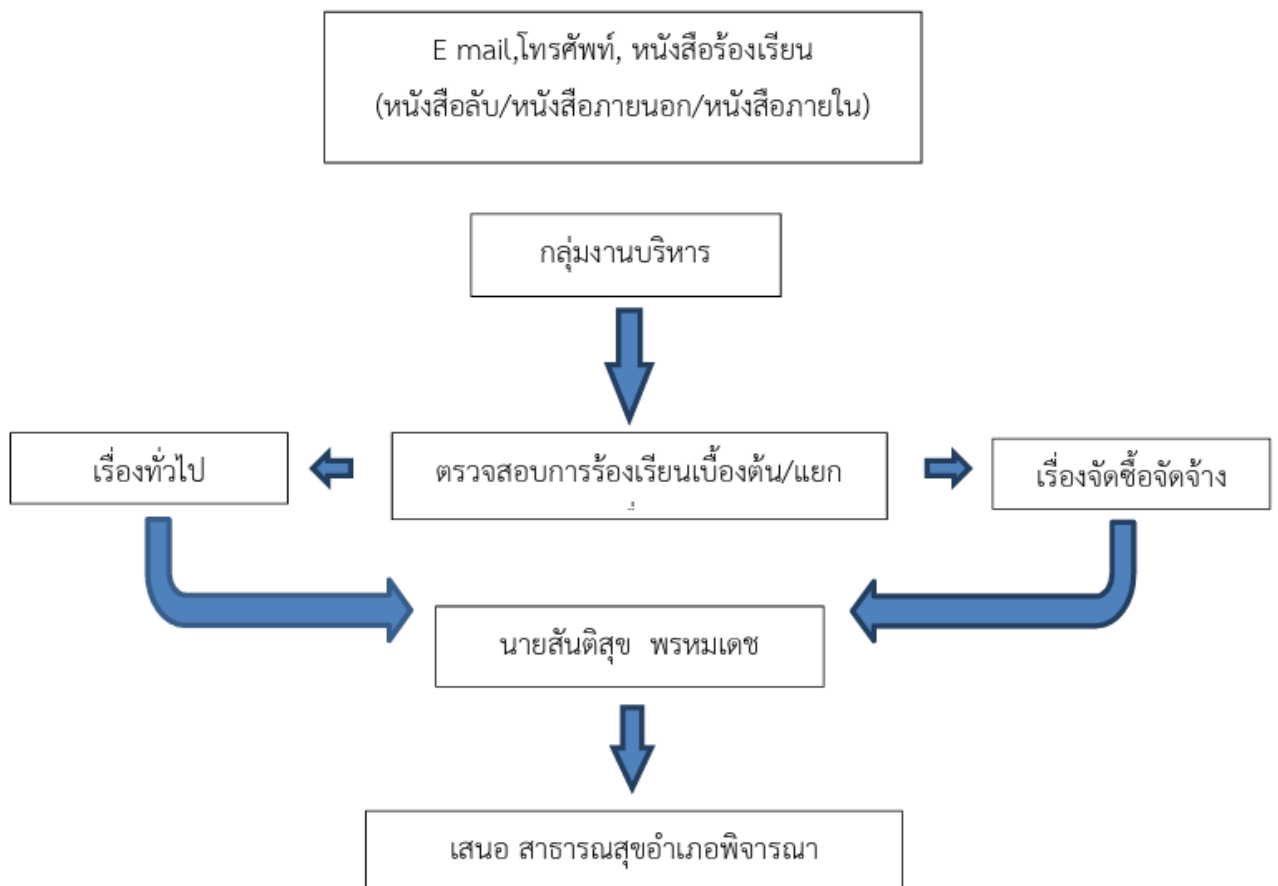 E mail,โทรศัพท์, หนังสือร้องเรียน
(หนังสือลับ/หนังสือภายนอก/หนังสือภายใน)
กลุ่มงานบริหาร
เรื่องทั่วไป
ตรวจสอบการร้องเรียนเบื้องต้น/แยก
เรื่องจัดซื้อจัดจ้าง
นายสันติสุข พรหมเดช
เสนอ สาธารณสุขอำเภอพิจารณา